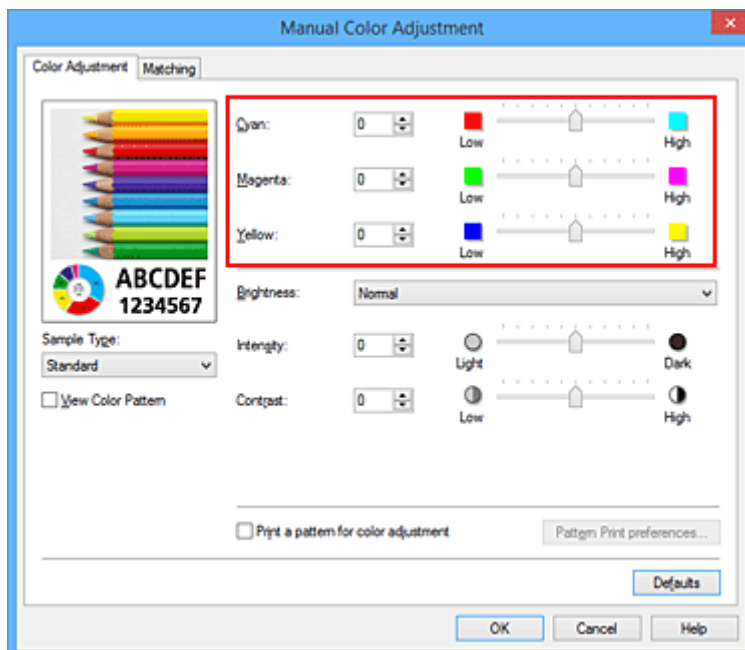 Manual Color Adjustment
Color Adjustment Matching
Cyan: 0 Low High
Magenta: 0 Low High
Yellow: 0 Low High
ABCDEF
1234567
Brightness: Normal
Sample Type:
Standard
Intensity: 0 Light Dark
View Color Pattern
Contrast: 0 Low High
Print a pattern for color adjustment Pattern Print preferences...
Defaults
OK Cancel Help